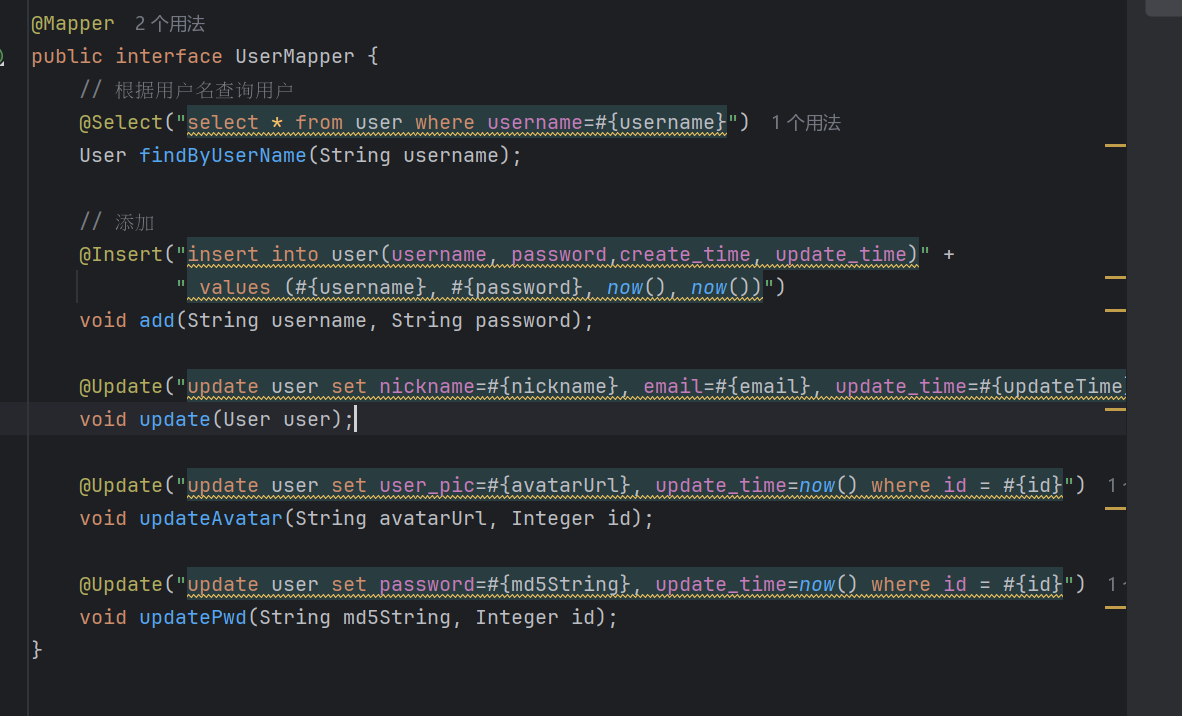 @Mapper 2 个用法
public interface UserMapper {
// 根据用户名查询用户
@Select("select * from user where username=#{username}") 1 个用法
User findByUserName(String username);
// 添加
@Insert("insert into user(username, password,create_time, update_time)" +
" values (#{username}, #{password}, now(), now())")
void add(String username, String password);
@Update("update user set nickname=#{nickname}, email=#{email}, update_time=#{updateTime}
void update(User user);
@Update("update user set user_pic=#{avatarUrl}, update_time=now() where id = #{id}") 1
void updateAvatar(String avatarUrl, Integer id);
@Update("update user set password=#{md5String}, update_time=now() where id = #{id}") 1
void updatePwd(String md5String, Integer id);
}